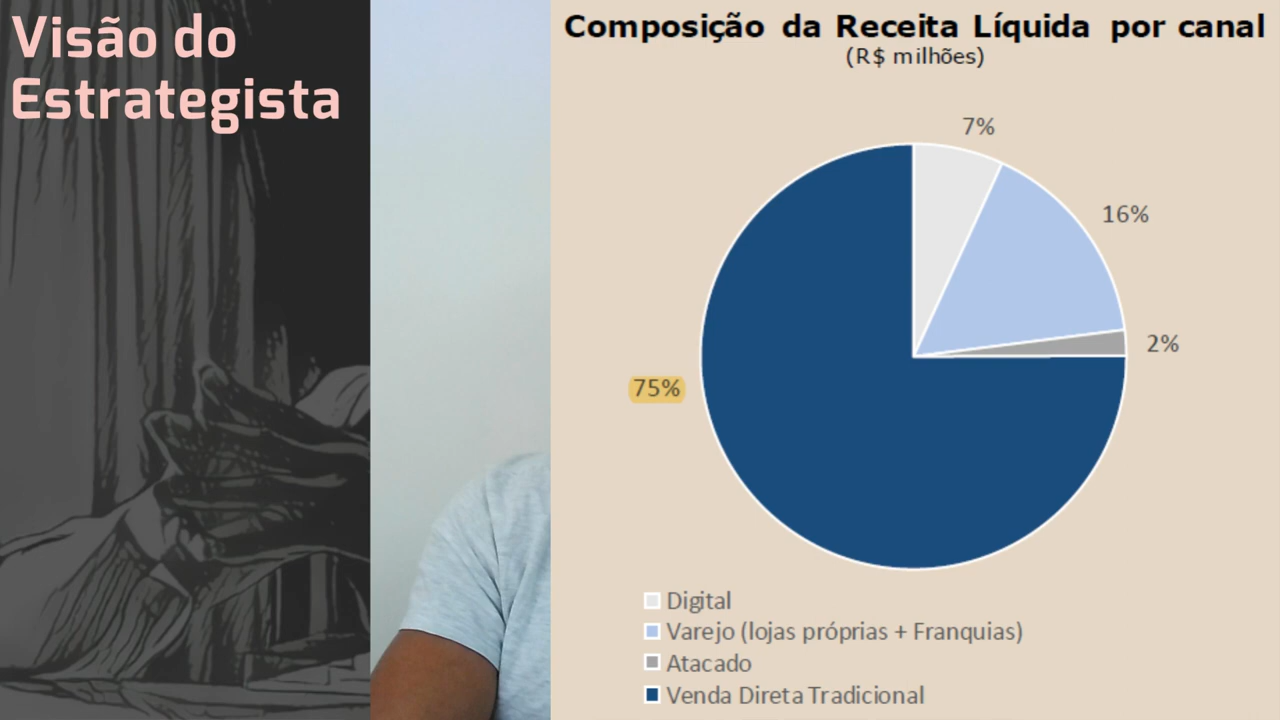 Visão do
Estrategista
Composição da Receita Líquida por canal
(R$ milhões)
7%
16%
2%
75%
Digital
Varejo (lojas próprias + Franquias)
Atacado
Venda Direta Tradicional